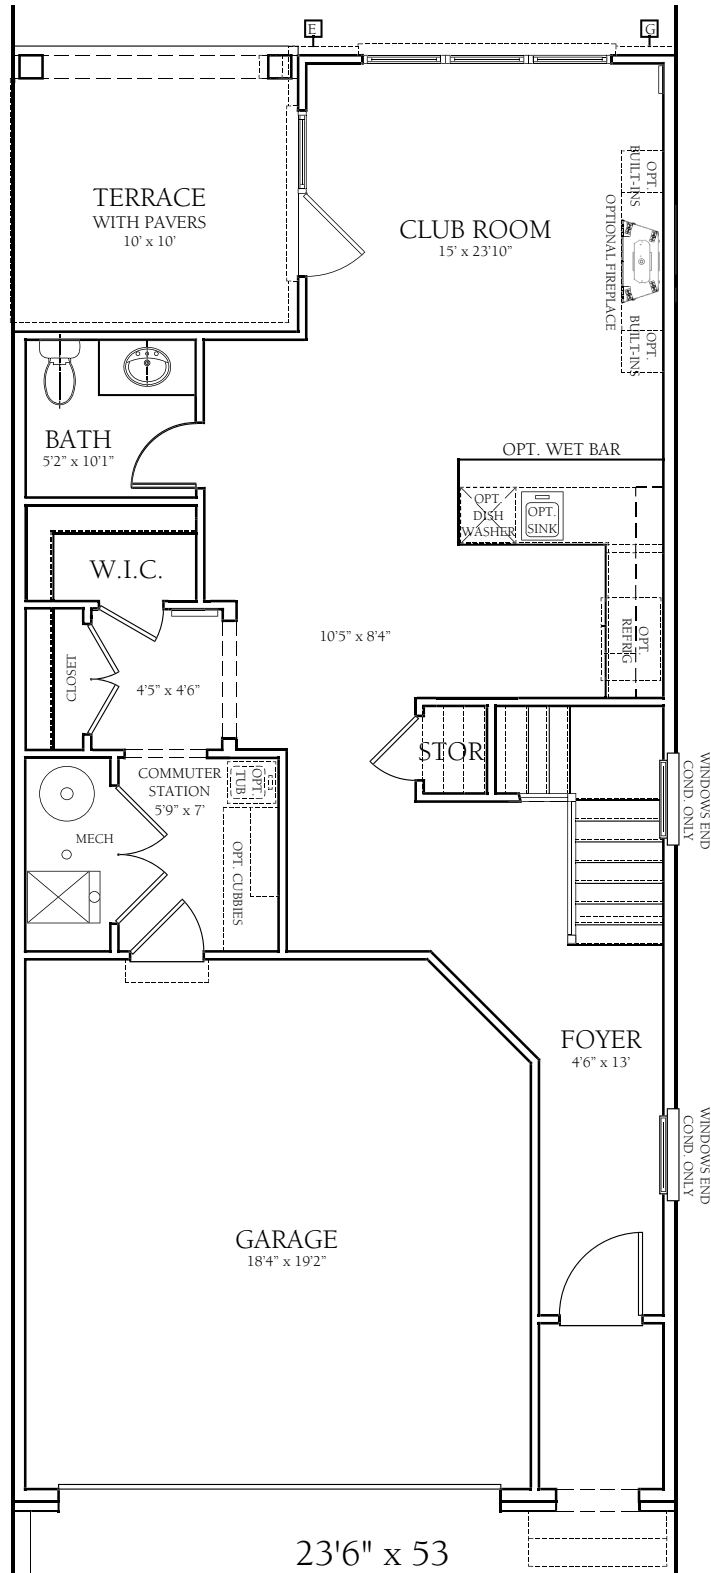 E
G
TERRACE
WITH PAVERS
10' x 10'
CLUB ROOM
15' x 23'10"
OPT.
BUILT-INS
OPTIONAL FIREPLACE
OPT.
BUILT-INS
BATH
5'2" x 10'1"
OPT. WET BAR
OPT.
DISH
WASHER
OPT.
SINK
W.I.C.
10'5" x 8'4"
OPT.
REFRIG
CLOSET
4'5" x 4'6"
STOR
COMMUTER
STATION
5'9" x 7'
OPT.
TUB
WINDOWS END
COND. ONLY
MECH
OPT. CUBBIES
FOYER
4'6" x 13'
WINDOWS END
COND. ONLY
GARAGE
18'4" x 19'2"
23'6" x 53